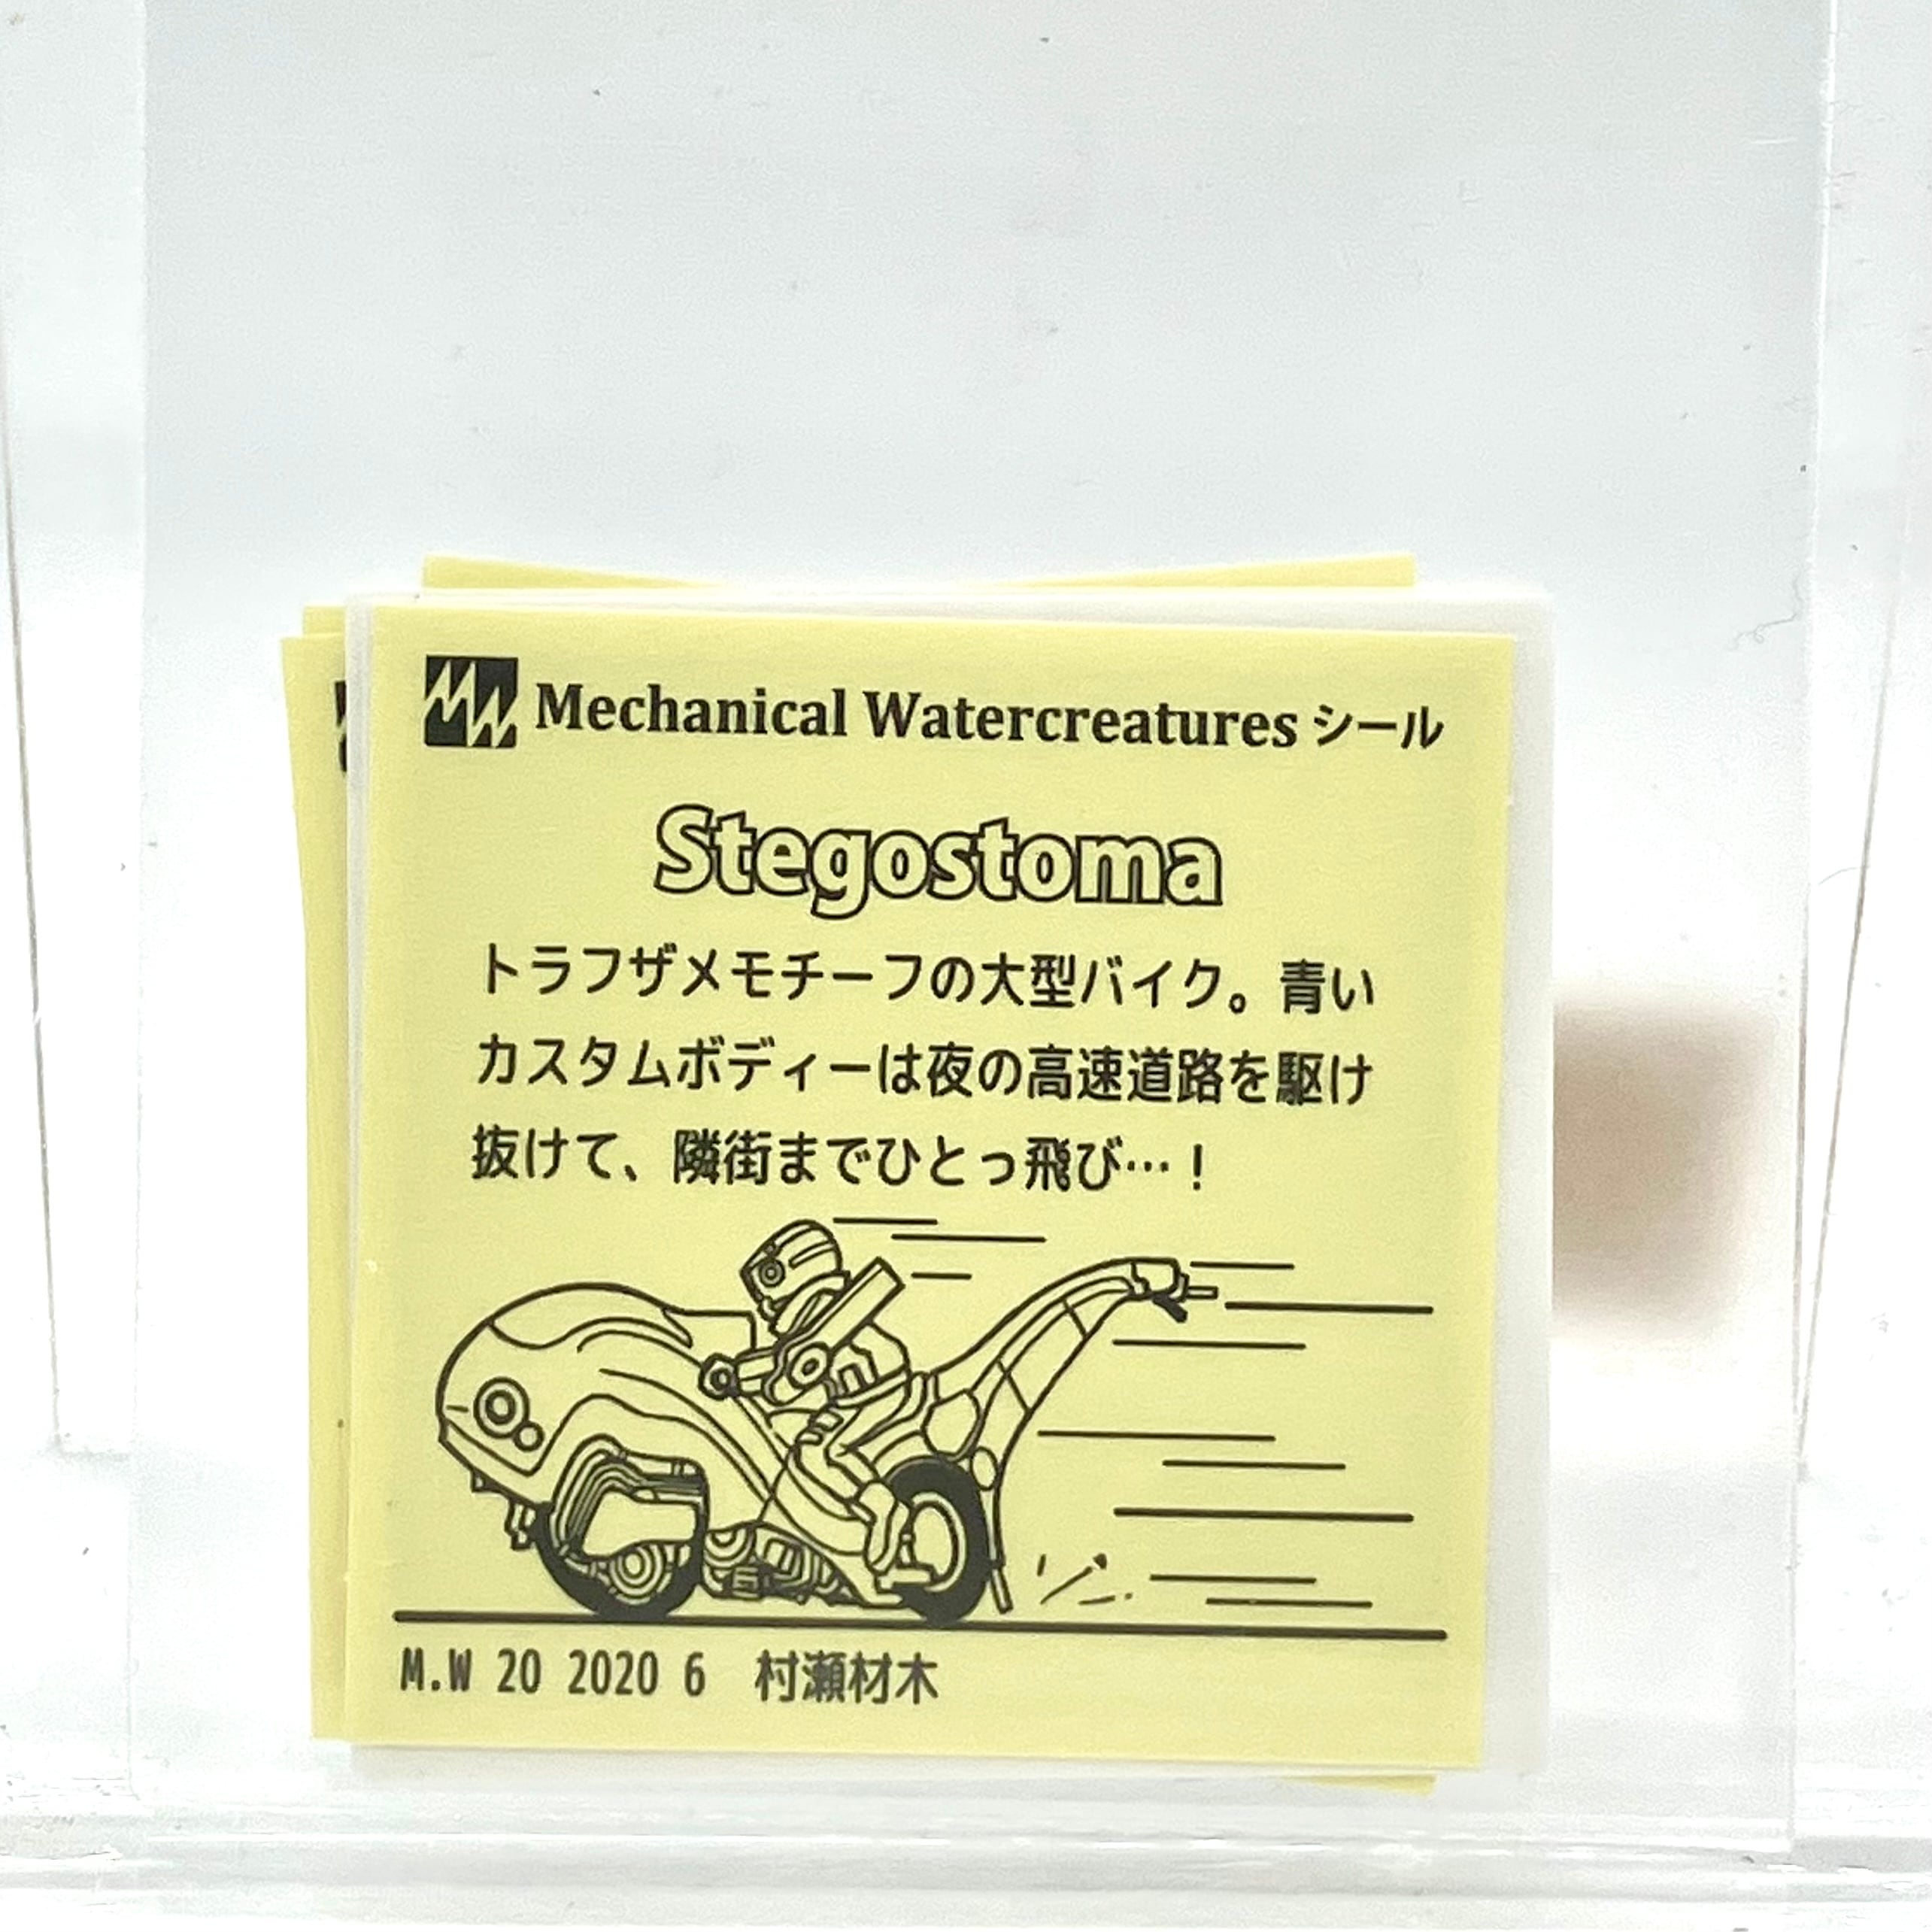 MW Mechanical Watercreatures シール
Stegostoma
トラフザメモチーフの大型バイク。青い
カスタムボディーは夜の高速道路を駆け
抜けて、隣街までひとっ飛び…！
M.W 20 2020 6 村瀬材木